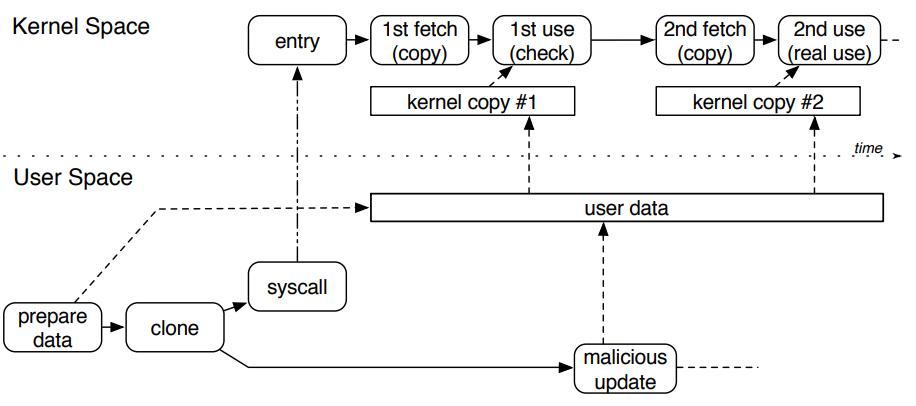 Kernel Space
entry
1st fetch
(copy)
1st use
(check)
2nd fetch
(copy)
2nd use
(real use)
kernel copy #1
kernel copy #2
time
User Space
user data
syscall
prepare
data
clone
malicious
update